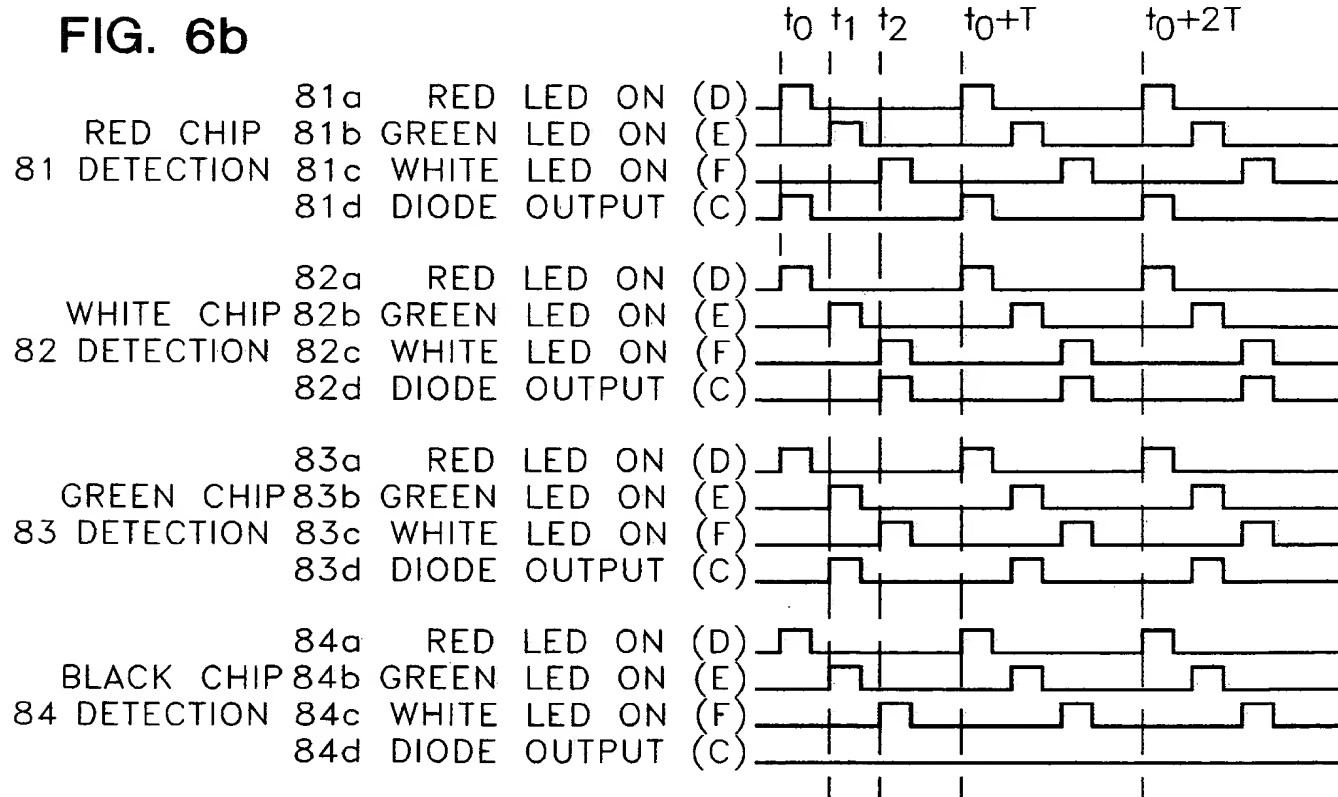 FIG. 6b
t0 t1 t2 t0+T t0+2T
81a RED LED ON (D)
RED CHIP 81b GREEN LED ON (E)
81 DETECTION 81c WHITE LED ON (F)
81d DIODE OUTPUT (C)
82a RED LED ON (D)
WHITE CHIP 82b GREEN LED ON (E)
82 DETECTION 82c WHITE LED ON (F)
82d DIODE OUTPUT (C)
83a RED LED ON (D)
GREEN CHIP 83b GREEN LED ON (E)
83 DETECTION 83c WHITE LED ON (F)
83d DIODE OUTPUT (C)
84a RED LED ON (D)
BLACK CHIP 84b GREEN LED ON (E)
84 DETECTION 84c WHITE LED ON (F)
84d DIODE OUTPUT (C)